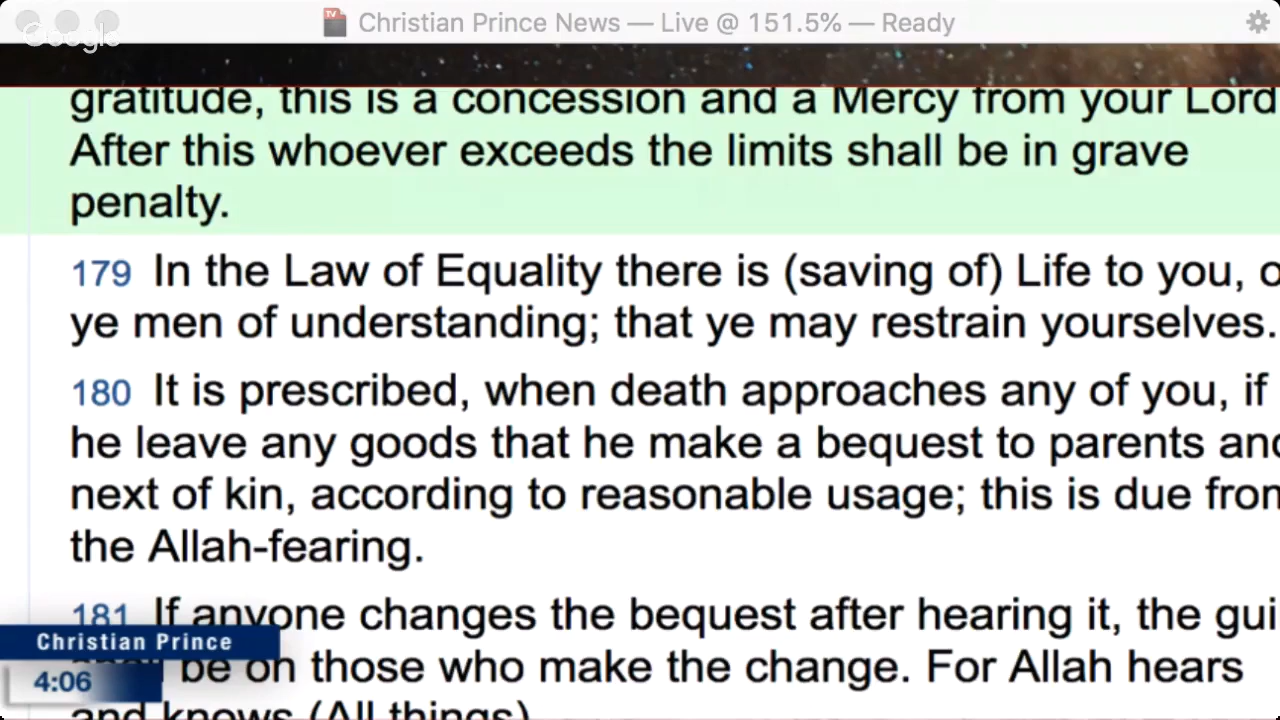 Christian Prince News — Live @ 151.5% — Ready
Google
gratitude, this is a concession and a Mercy from your Lord
After this whoever exceeds the limits shall be in grave
penalty.
179 In the Law of Equality there is (saving of) Life to you, o
ye men of understanding; that ye may restrain yourselves.
180 It is prescribed, when death approaches any of you, if
he leave any goods that he make a bequest to parents and
next of kin, according to reasonable usage; this is due from
the Allah-fearing.
181 If anyone changes the bequest after hearing it, the gui
be on those who make the change. For Allah hears
and knows (All things)
Christian Prince
4:06